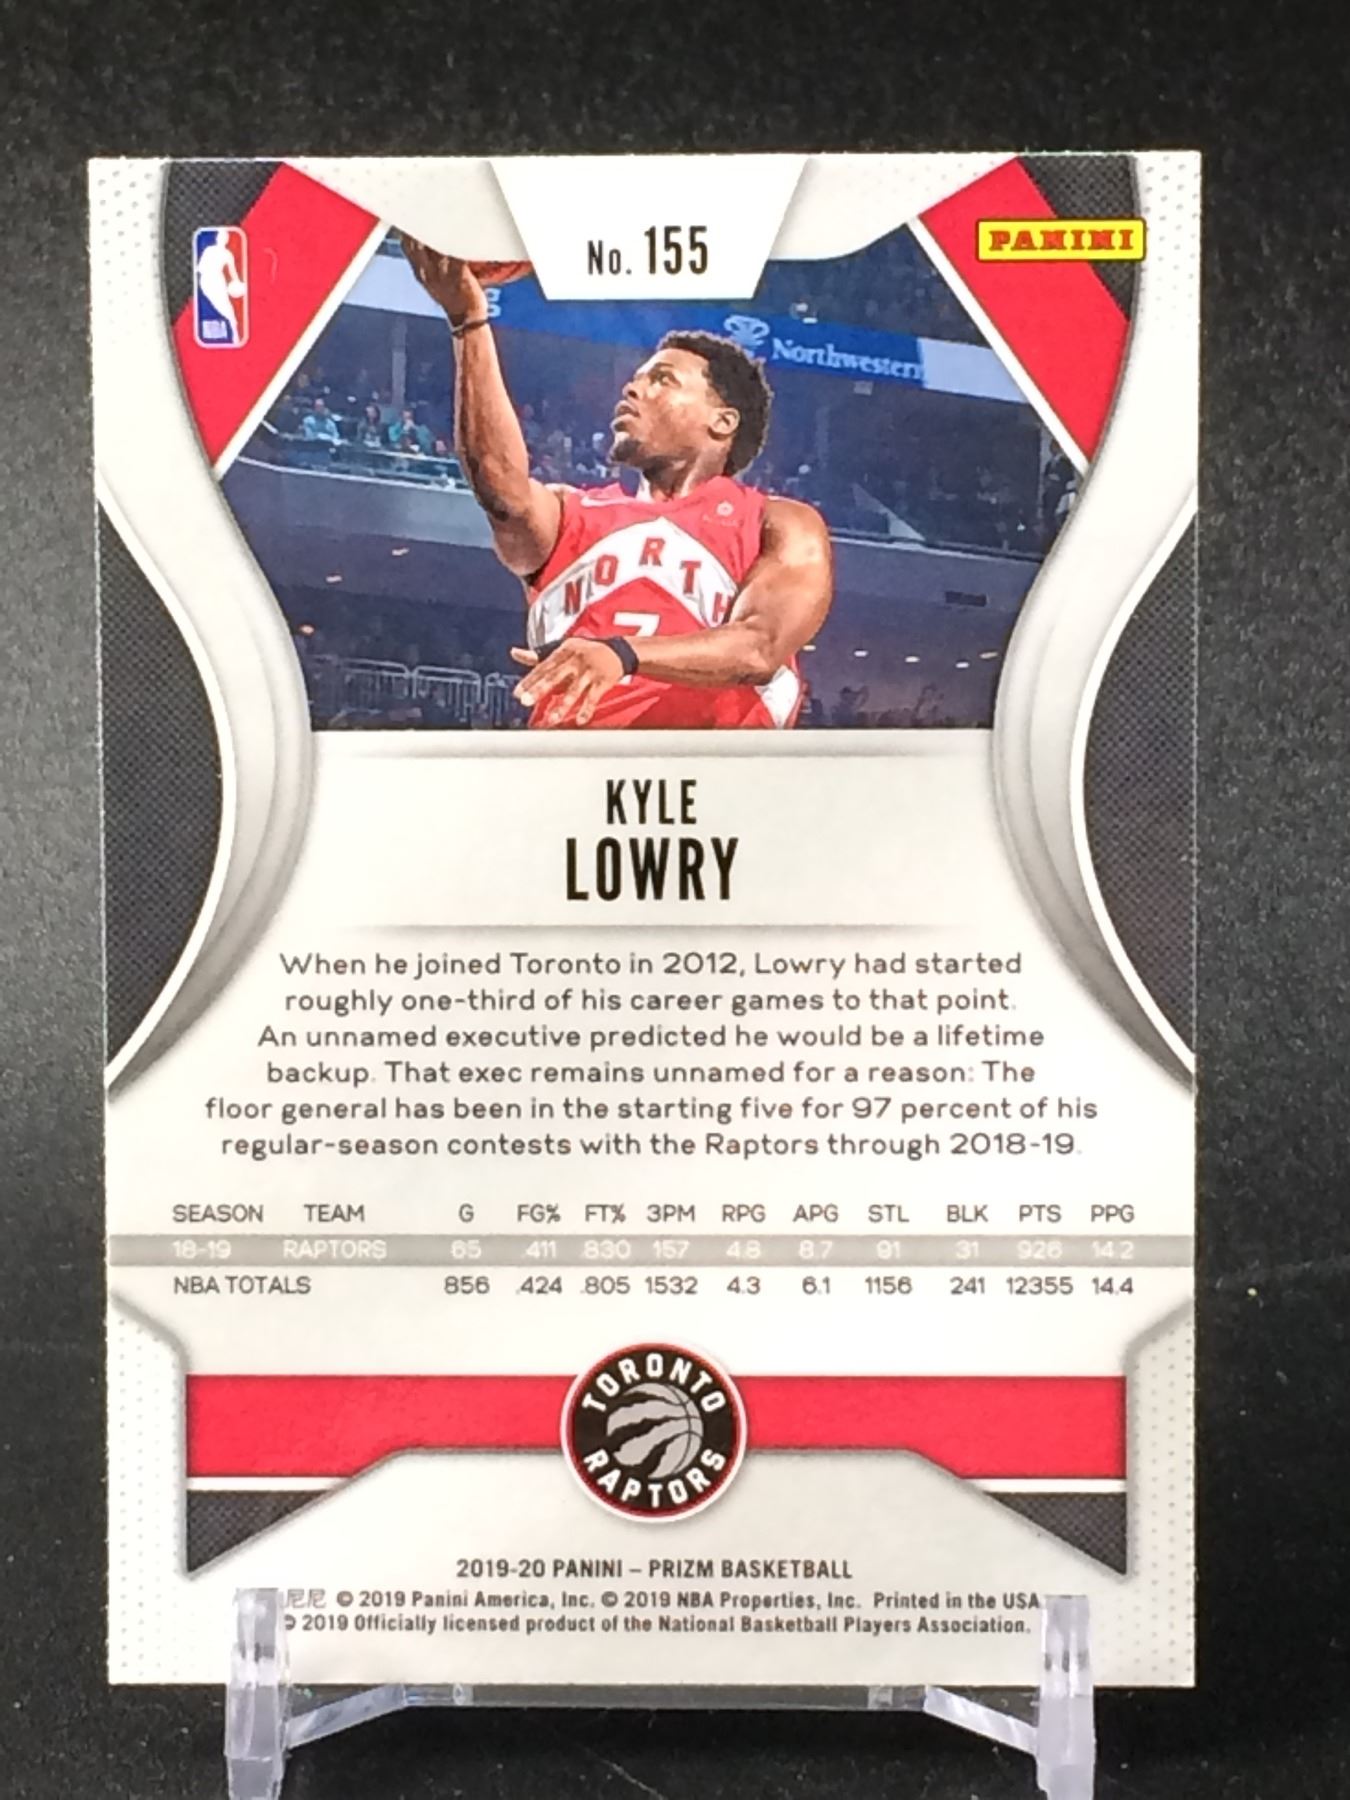 No. 155
PANINI
NBA
Northwestern
NORTH
7
KYLE
LOWRY
When he joined Toronto in 2012, Lowry had started
roughly one-third of his career games to that point.
An unnamed executive predicted he would be a lifetime
backup. That exec remains unnamed for a reason: The
floor general has been in the starting five for 97 percent of his
regular-season contests with the Raptors through 2018-19.
SEASON TEAM G FG% FT% 3PM RPG APG STL BLK PTS PPG
18-19 RAPTORS 65 .411 .830 157 4.8 8.7 91 31 926 14.2
NBA TOTALS 856 .424 .805 1532 4.3 6.1 1156 241 12355 14.4
TORONTO
RAPTORS
2019-20 PANINI – PRIZM BASKETBALL
© 2019 Panini America, Inc. © 2019 NBA Properties, Inc. Printed in the USA
© 2019 Officially licensed product of the National Basketball Players Association.